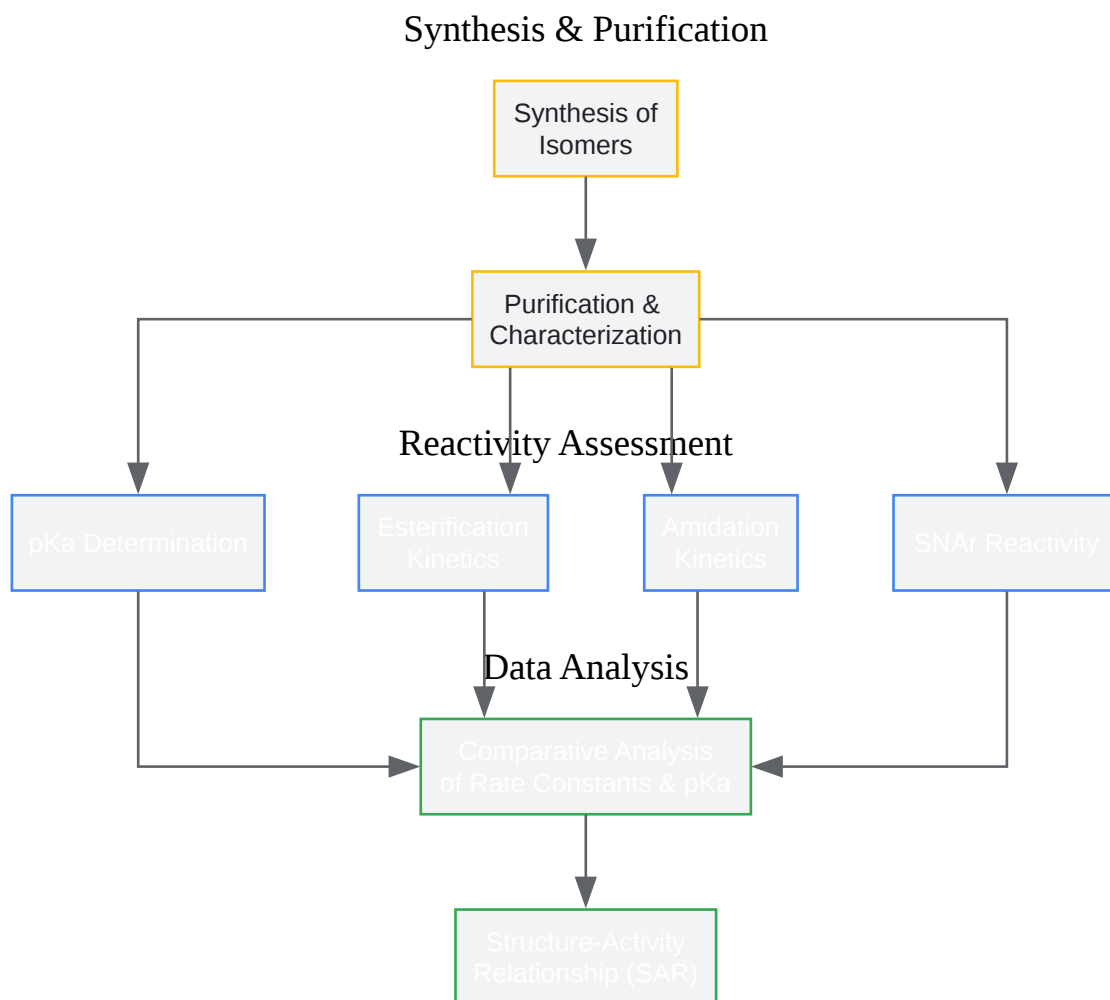 Synthesis & Purification
Synthesis of
Isomers
Purification &
Characterization
Reactivity Assessment
pKa Determination
Esterification
Kinetics
Amidation
Kinetics
SNAr Reactivity
Data Analysis
Comparative Analysis
of Rate Constants & pKa
Structure-Activity
Relationship (SAR)